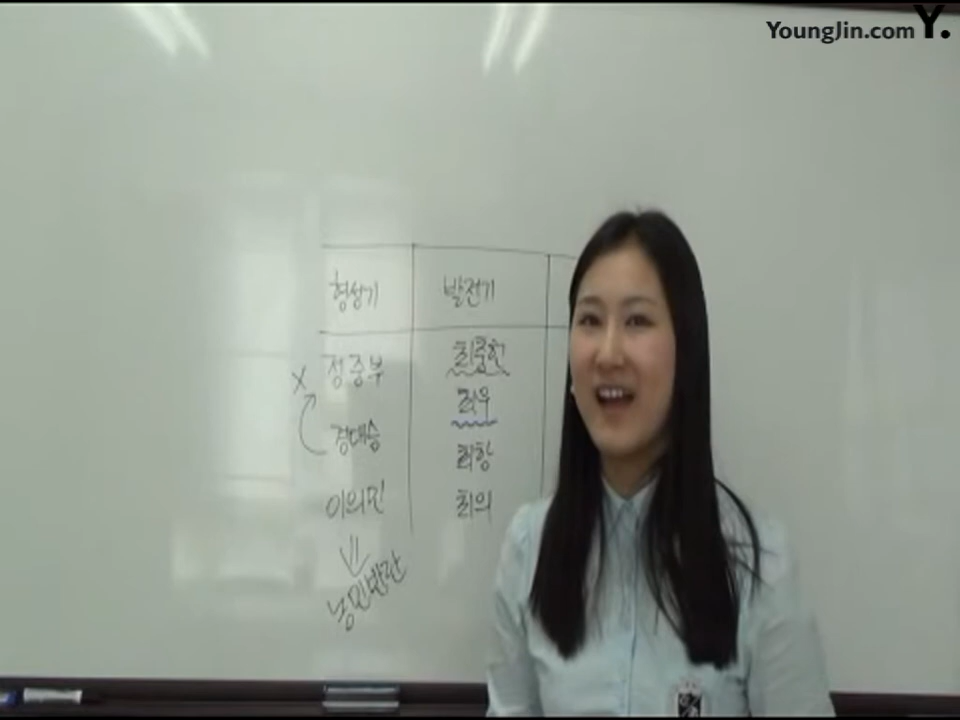 YoungJin.com Y.
형성기 발전기
정중부 최충헌
X
경대승 최우
최항
이의민 최의
농민반란